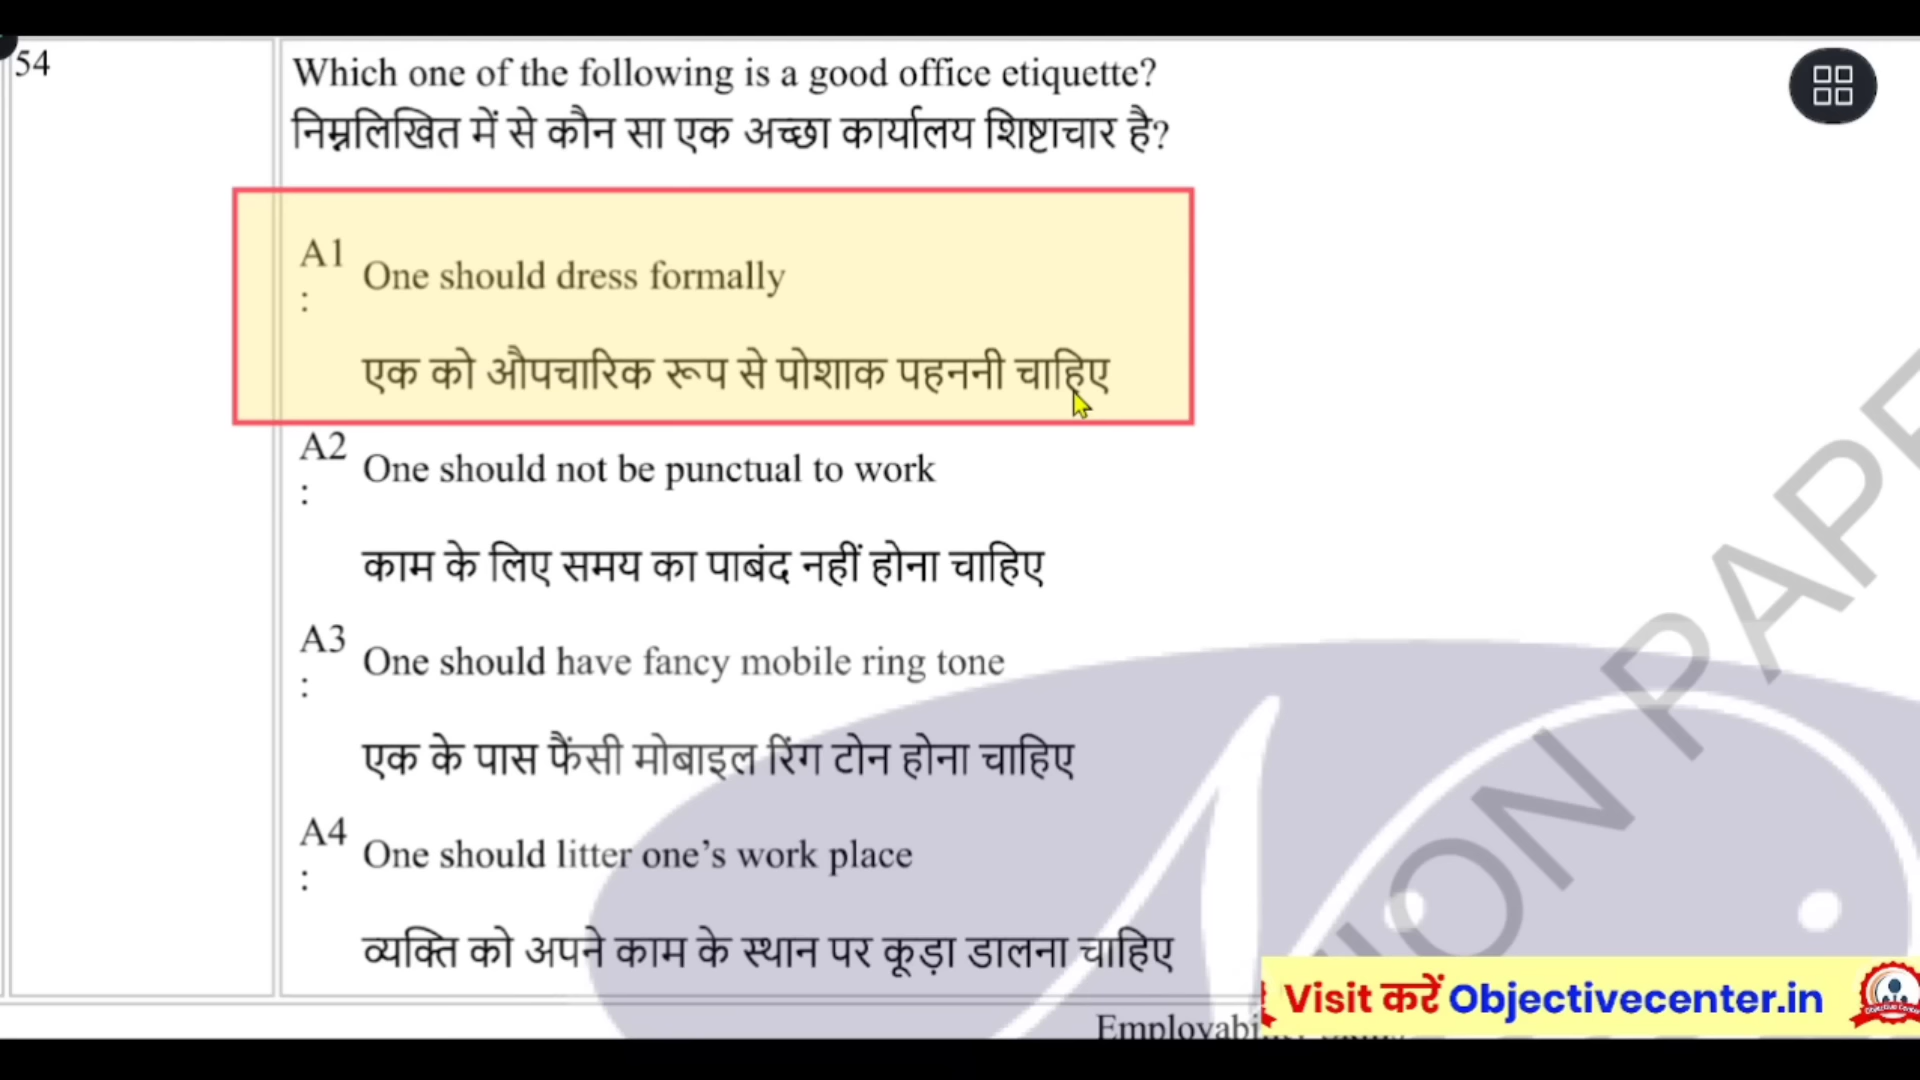 54
Which one of the following is a good office etiquette?
निम्नलिखित में से कौन सा एक अच्छा कार्यालय शिष्टाचार है?
A1
:
One should dress formally
एक को औपचारिक रूप से पोशाक पहननी चाहिए
A2
:
One should not be punctual to work
काम के लिए समय का पाबंद नहीं होना चाहिए
A3
:
One should have fancy mobile ring tone
एक के पास फैंसी मोबाइल रिंग टोन होना चाहिए
A4
:
One should litter one’s work place
व्यक्ति को अपने काम के स्थान पर कूड़ा डालना चाहिए
Visit करें Objectivecenter.in